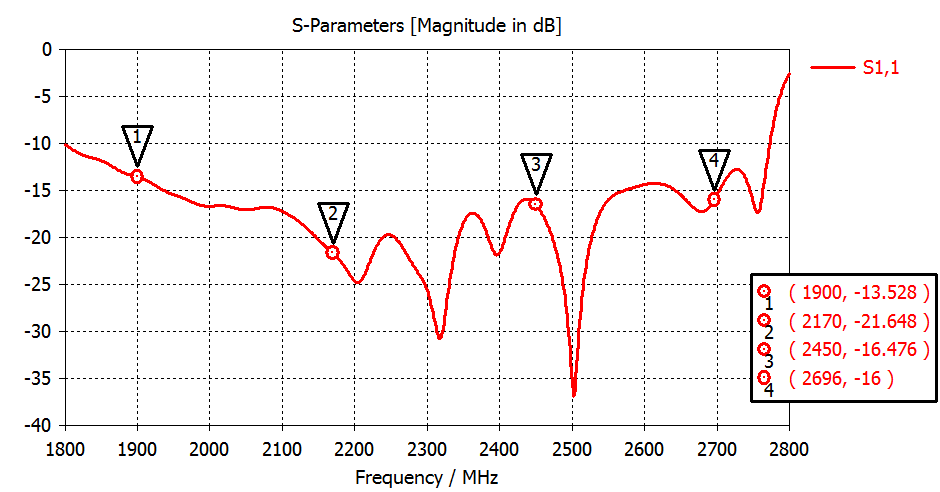 S-Parameters [Magnitude in dB]
0
-5
-10
-15
-20
-25
-30
-35
-40
1
2
3
4
S1,1
( 1900, -13.528 )
1
( 2170, -21.648 )
2
( 2450, -16.476 )
3
( 2696, -16 )
4
1800 1900 2000 2100 2200 2300 2400 2500 2600 2700 2800
Frequency / MHz